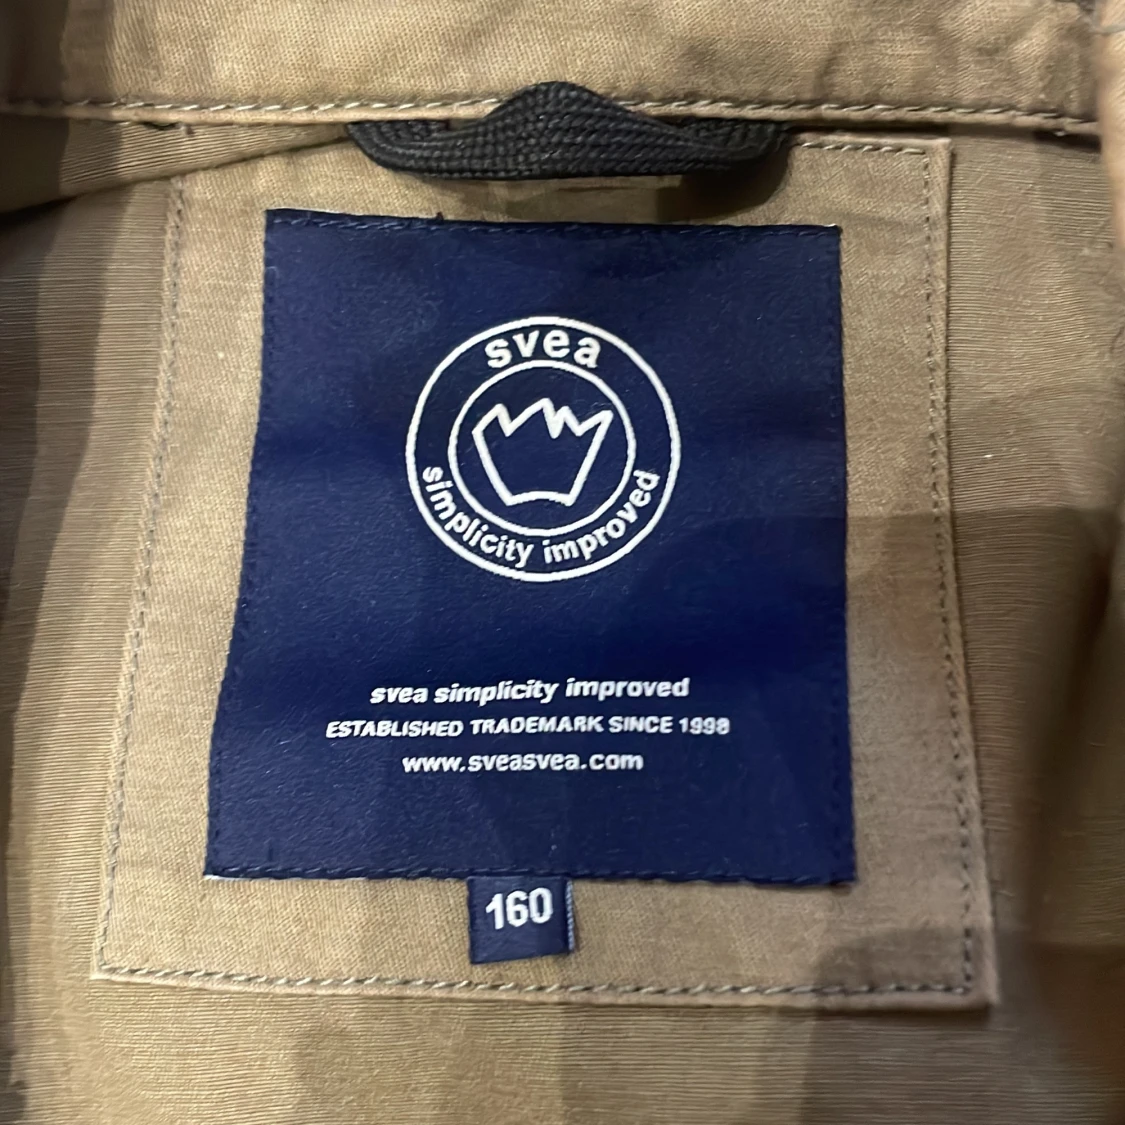 svea
simplicity improved
svea simplicity improved
ESTABLISHED TRADEMARK SINCE 1998
www.sveasvea.com
160